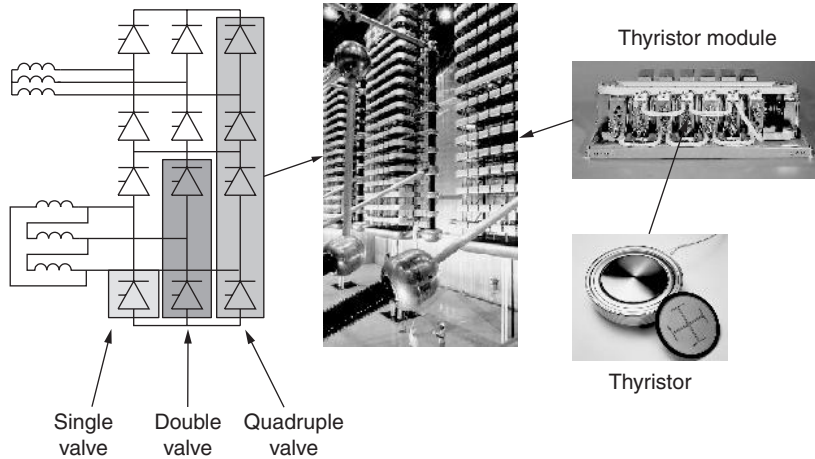 Thyristor module
Thyristor
Single
valve
Double
valve
Quadruple
valve